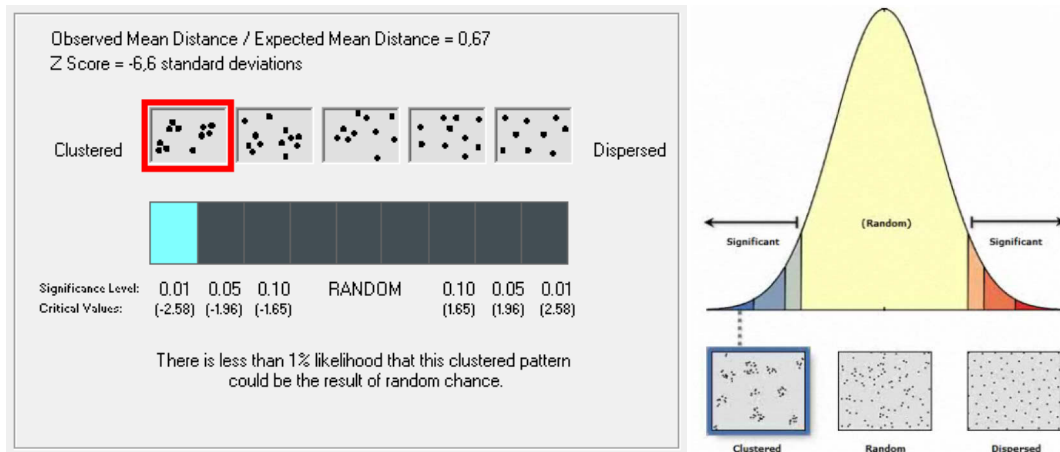 Observed Mean Distance / Expected Mean Distance = 0,67
Z Score = -6,6 standard deviations
Clustered
Dispersed
Significance Level: 0.01 0.05 0.10 RANDOM 0.10 0.05 0.01
Critical Values: (-2.58) (-1.96) (-1.65) (1.65) (1.96) (2.58)
There is less than 1% likelihood that this clustered pattern
could be the result of random chance.
(Random)
Significant Significant
Clustered Random Dispersed